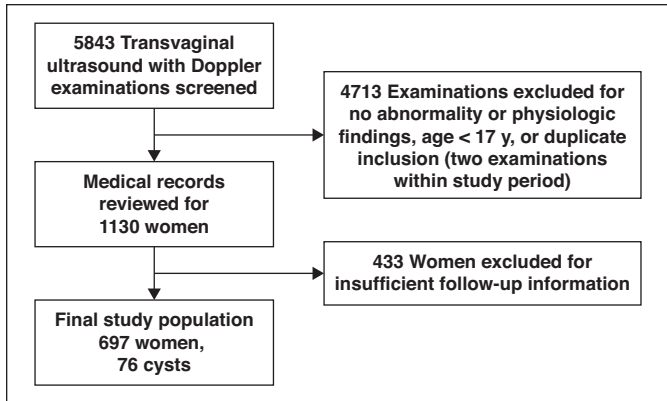 5843 Transvaginal
ultrasound with Doppler
examinations screened
4713 Examinations excluded for
no abnormality or physiologic
findings, age < 17 y, or duplicate
inclusion (two examinations
within study period)
Medical records
reviewed for
1130 women
433 Women excluded for
insufficient follow-up information
Final study population
697 women,
76 cysts